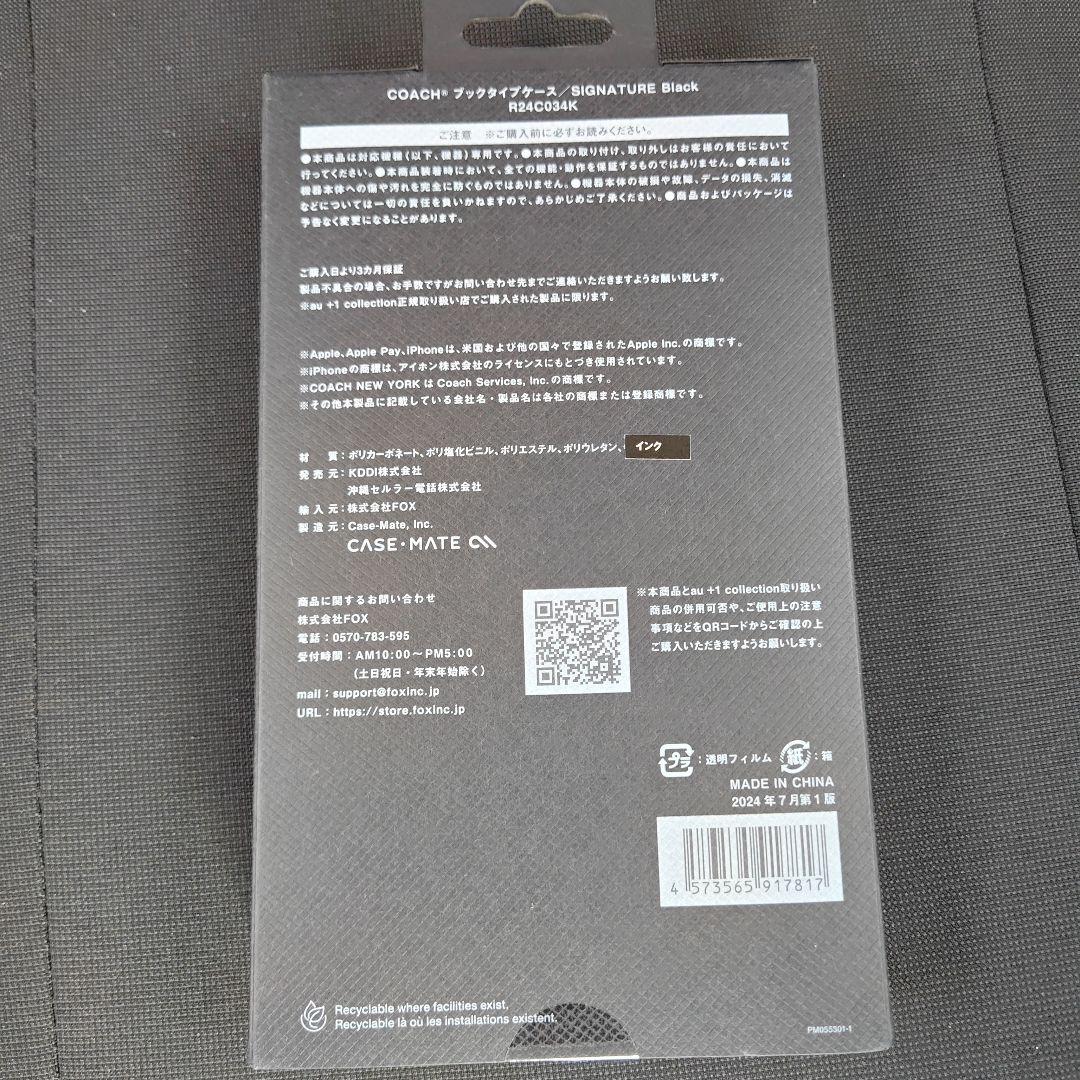 COACH® ブックタイプケース／SIGNATURE Black
R24C034K
ご注意　※ご購入前に必ずお読みください。
●本商品は対応機種(以下、機器)専用です。●本商品の取り付け、取り外しはお客様の責任において
行ってください。●本商品装着時において、全ての機能・動作を保証するものではありません。●本商品は
機器本体への傷や汚れを完全に防ぐものではありません。●機器本体の破損や故障、データの損失、消滅
などについては一切の責任を負いかねますので、あらかじめご了承ください。●商品およびパッケージは
予告なく変更になることがあります。
ご購入日より3カ月保証
製品不具合の場合、お手数ですがお問い合わせ先までご連絡いただきますようお願い致します。
※au +1 collection正規取り扱い店でご購入された製品に限ります。
※Apple、Apple Pay、iPhoneは、米国および他の国々で登録されたApple Inc.の商標です。
※iPhoneの商標は、アイホン株式会社のライセンスにもとづき使用されています。
※COACH NEW YORK は Coach Services, Inc. の商標です。
※その他本製品に記載している会社名・製品名は各社の商標または登録商標です。
材　質：ポリカーボネート、ポリ塩化ビニル、ポリエステル、ポリウレタン、インク
発売元：KDDI株式会社
沖縄セルラー電話株式会社
輸入元：株式会社FOX
製造元：Case-Mate, Inc.
CASE·MATE
商品に関するお問い合わせ
株式会社FOX
電話：0570-783-595
受付時間：AM10:00～PM5:00
（土日祝日・年末年始除く）
mail：support@foxinc.jp
URL：https://store.foxinc.jp
※本商品とau +1 collection取り扱い
商品の併用可否や、ご使用上の注意
事項などをQRコードからご確認の上
ご購入いただきますようお願いします。
プラ：透明フィルム 紙：箱
MADE IN CHINA
2024年7月第1版
4 573565 917817
Recyclable where facilities exist.
Recyclable là où les installations existent.
PM055301-1